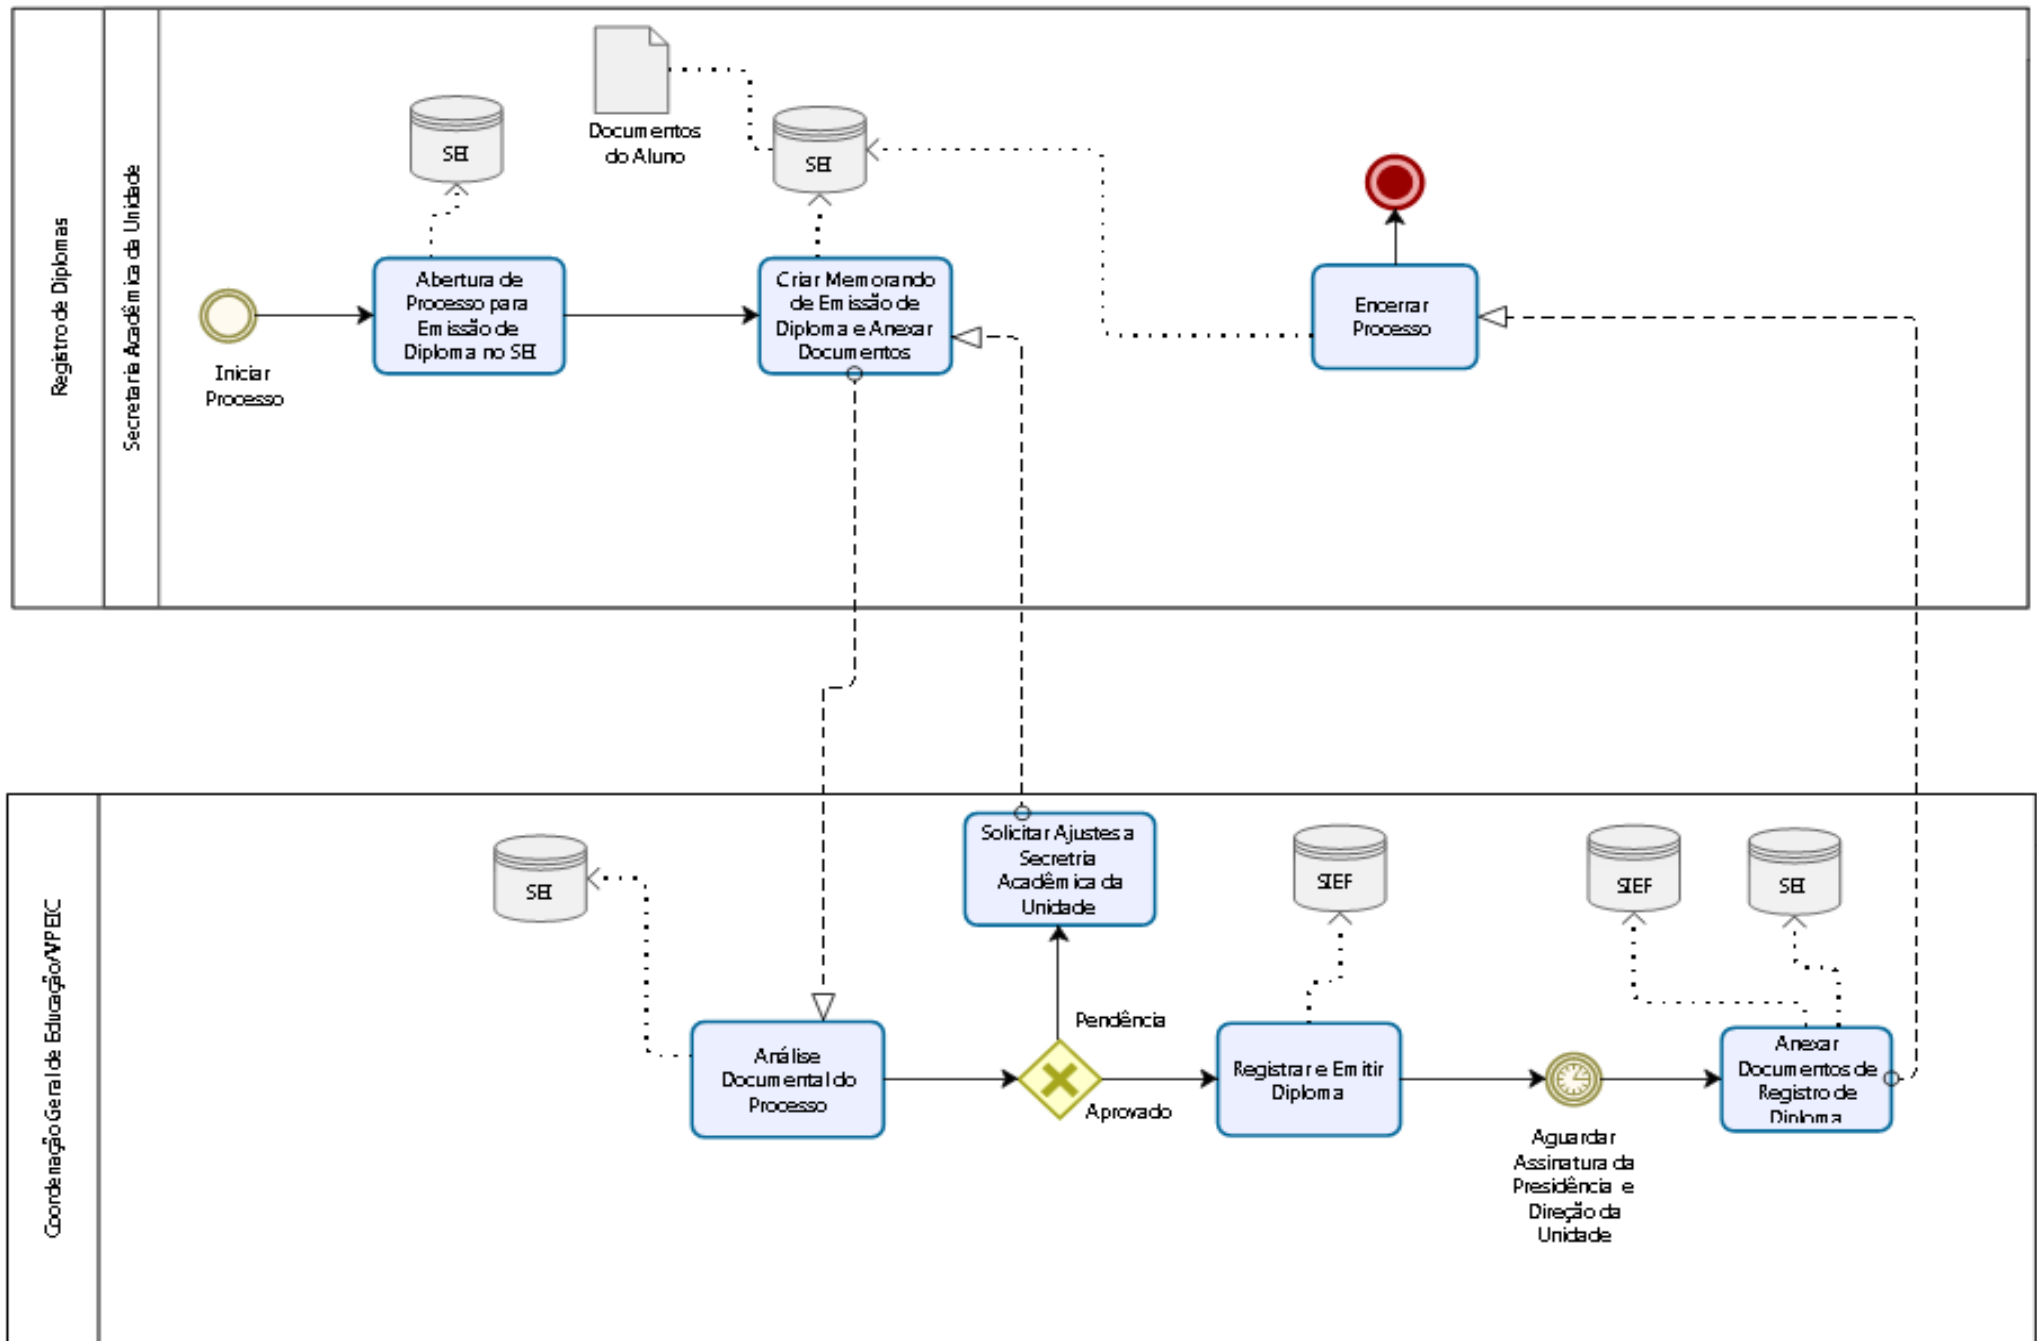 Registro de Diplomas
Secretaria Acadêmica da Unidade
SEI
Documentos
do Aluno
SEI
Iniciar
Processo
Abertura de
Processo para
Emissão de
Diploma no SEI
Criar Memorando
de Emissão de
Diploma e Anexar
Documentos
Encerrar
Processo
Coordenação Geral de Educação/VPEIC
SEI
Análise
Documental do
Processo
Solicitar Ajustes a
Secretria
Acadêmica da
Unidade
Pendência
Aprovado
SIEF
Registrar e Emitir
Diploma
Aguardar
Assinatura da
Presidência e
Direção da
Unidade
SIEF
SEI
Anexar
Documentos de
Registro de
Diploma